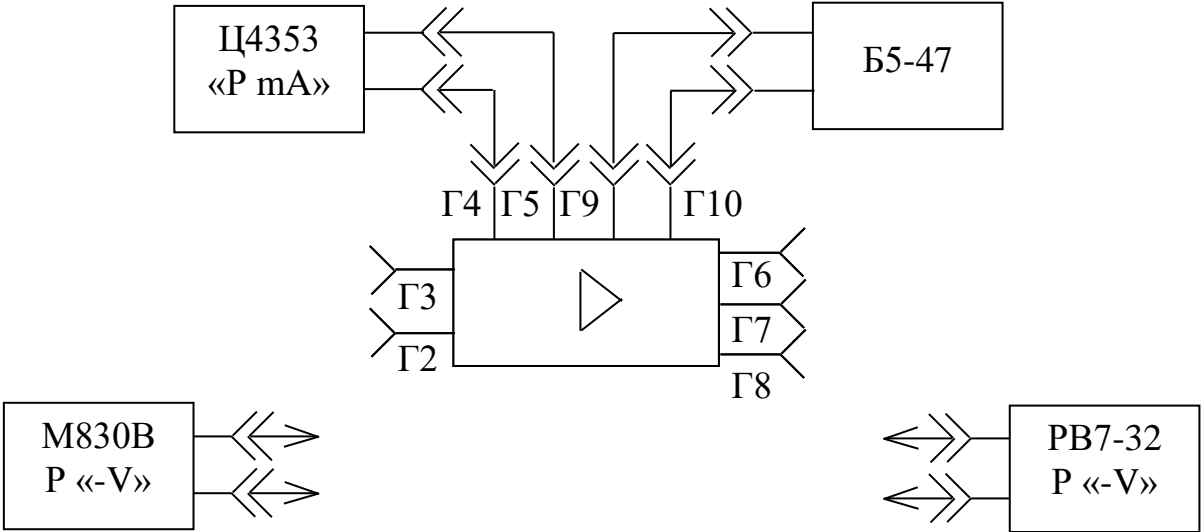 Ц4353
«Р mA»
Б5-47
Г4 Г5 Г9 Г10
Г3
Г2
Г6
Г7
Г8
М830В
Р «-V»
РВ7-32
Р «-V»